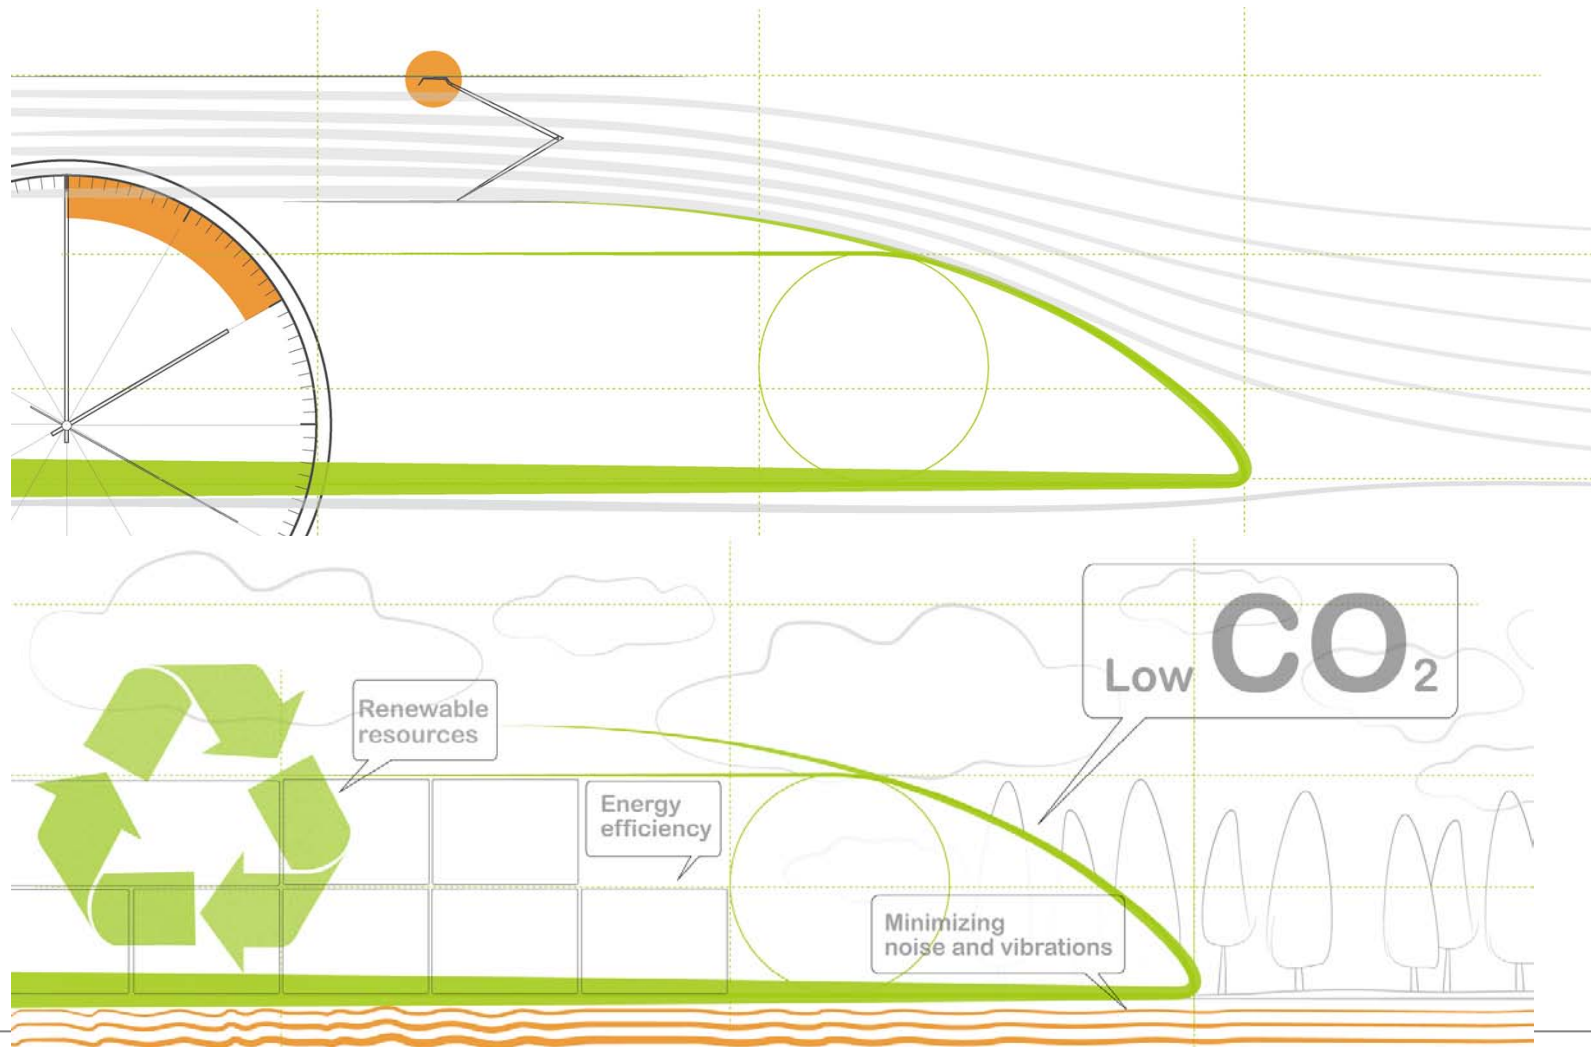 Low CO2
Renewable
resources
Energy
efficiency
Minimizing
noise and vibrations